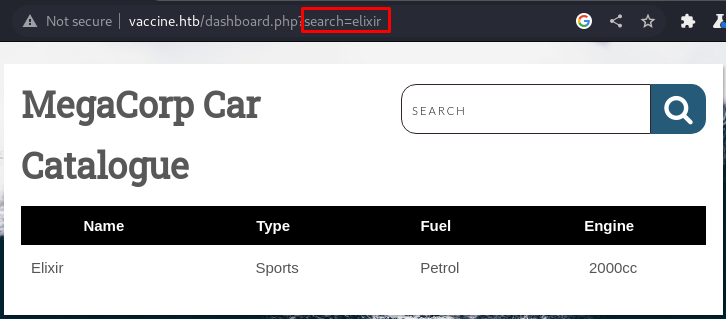 Not secure vaccine.htb/dashboard.php?search=elixir
MegaCorp Car
Catalogue
SEARCH
Name Type Fuel Engine
Elixir Sports Petrol 2000cc